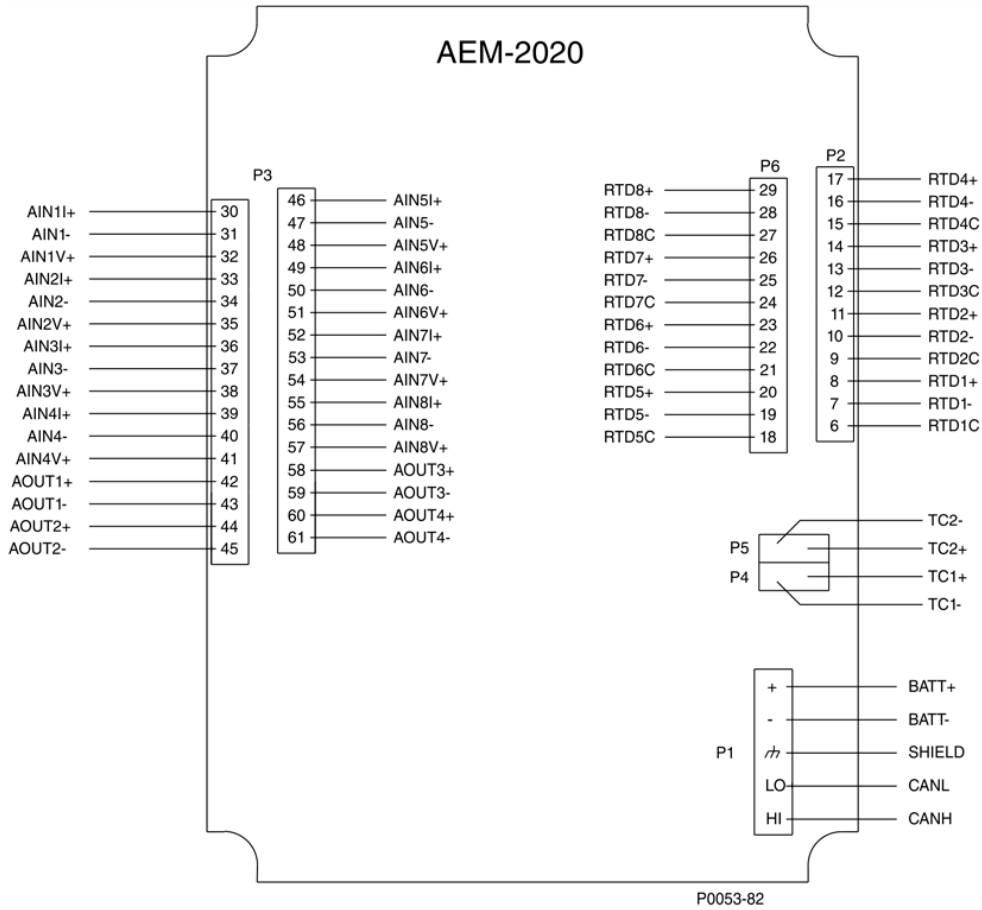 AEM-2020
P3
AIN1I+ 30
AIN1- 31
AIN1V+ 32
AIN2I+ 33
AIN2- 34
AIN2V+ 35
AIN3I+ 36
AIN3- 37
AIN3V+ 38
AIN4I+ 39
AIN4- 40
AIN4V+ 41
AOUT1+ 42
AOUT1- 43
AOUT2+ 44
AOUT2- 45
46 AIN5I+
47 AIN5-
48 AIN5V+
49 AIN6I+
50 AIN6-
51 AIN6V+
52 AIN7I+
53 AIN7-
54 AIN7V+
55 AIN8I+
56 AIN8-
57 AIN8V+
58 AOUT3+
59 AOUT3-
60 AOUT4+
61 AOUT4-
P6
RTD8+ 29
RTD8- 28
RTD8C 27
RTD7+ 26
RTD7- 25
RTD7C 24
RTD6+ 23
RTD6- 22
RTD6C 21
RTD5+ 20
RTD5- 19
RTD5C 18
P2
17 RTD4+
16 RTD4-
15 RTD4C
14 RTD3+
13 RTD3-
12 RTD3C
11 RTD2+
10 RTD2-
9 RTD2C
8 RTD1+
7 RTD1-
6 RTD1C
TC2-
P5 TC2+
P4 TC1+
TC1-
+ BATT+
- BATT-
P1 SHIELD
LO CANL
HI CANH
P0053-82